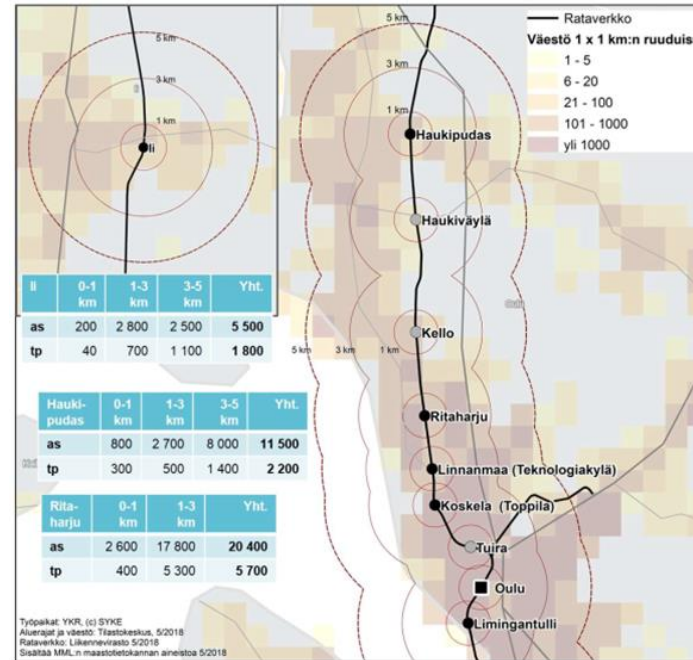 5 km
3 km
1 km
Ii
Ii 0-1 km 1-3 km 3-5 km Yht.
as 200 2 800 2 500 5 500
tp 40 700 1 100 1 800
Hauki-pudas 0-1 km 1-3 km 3-5 km Yht.
as 800 2 700 8 000 11 500
tp 300 500 1 400 2 200
Rita-harju 0-1 km 1-3 km Yht.
as 2 600 17 800 20 400
tp 400 5 300 5 700
Työpaikat: YKR, (c) SYKE
Aluerajat ja väestö: Tilastokeskus, 5/2018
Rataverkko: Liikennevirasto 5/2018
Sisältää MML:n maastotietokannan aineistoa 5/2018
5 km
3 km
1 km
Haukipudas
Haukiväylä
Kello
5 km 3 km 1 km
Ritaharju
Linnanmaa (Teknologiakylä)
Koskela (Toppila)
Tuira
Oulu
Limingantulli
Rataverkko
Väestö 1 x 1 km:n ruuduis
1 - 5
6 - 20
21 - 100
101 - 1000
yli 1000